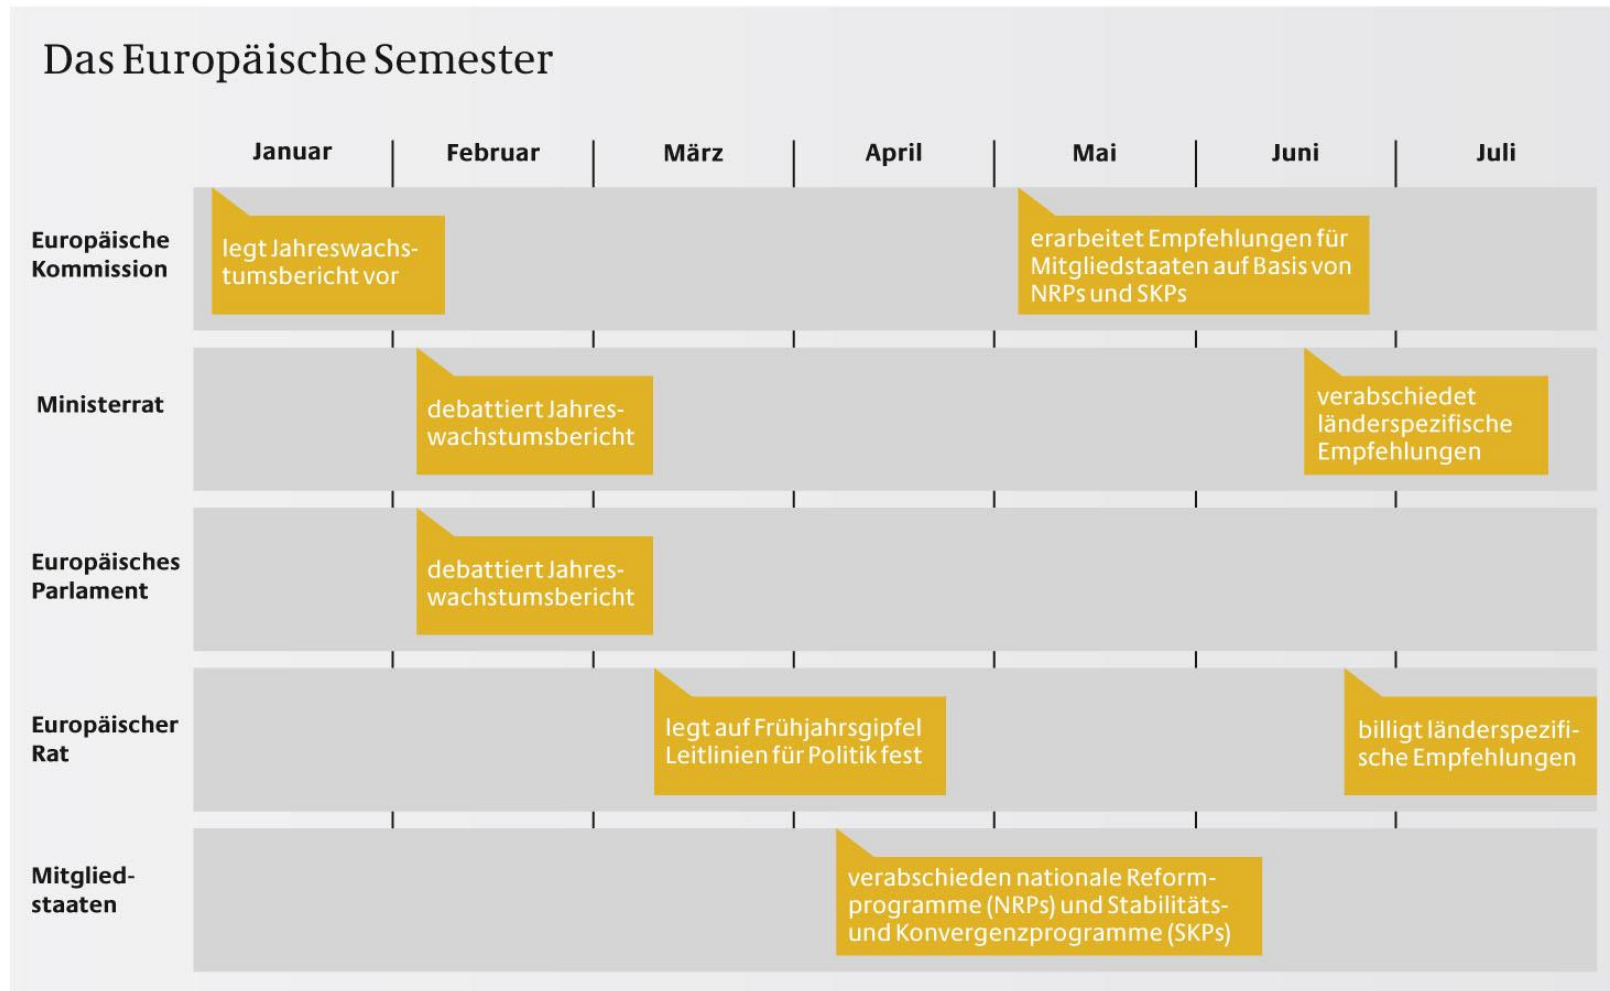 Das Europäische Semester
Januar
Februar
März
April
Mai
Juni
Juli
Europäische
Kommission
legt Jahreswachs-
tumsbericht vor
erarbeitet Empfehlungen für
Mitgliedstaaten auf Basis von
NRPs und SKPs
Ministerrat
debattiert Jahres-
wachstumsbericht
verabschiedet
länderspezifische
Empfehlungen
Europäisches
Parlament
debattiert Jahres-
wachstumsbericht
Europäischer
Rat
legt auf Frühjahrsgipfel
Leitlinien für Politik fest
billigt länderspezifi-
sche Empfehlungen
Mitglied-
staaten
verabschieden nationale Reform-
programme (NRPs) und Stabilitäts-
und Konvergenzprogramme (SKPs)